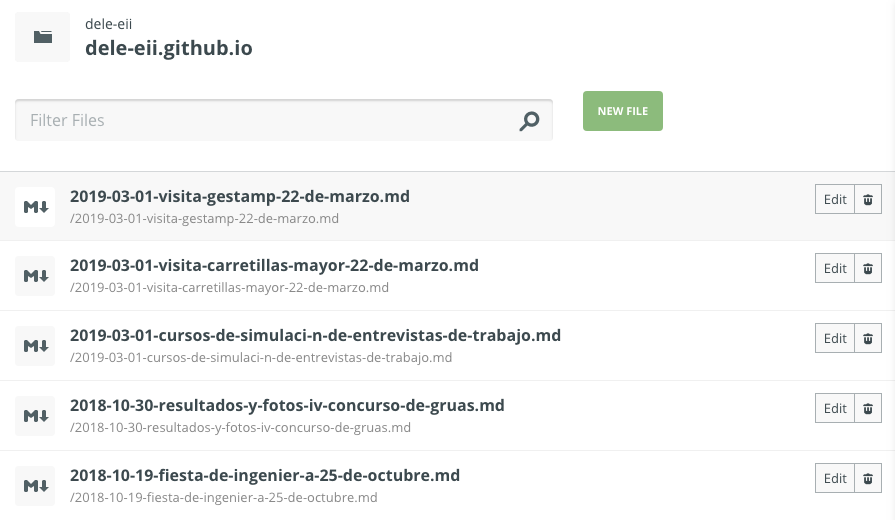 dele-eii
dele-eii.github.io
Filter Files
NEW FILE
2019-03-01-visita-gestamp-22-de-marzo.md
/2019-03-01-visita-gestamp-22-de-marzo.md
Edit
2019-03-01-visita-carretillas-mayor-22-de-marzo.md
/2019-03-01-visita-carretillas-mayor-22-de-marzo.md
Edit
2019-03-01-cursos-de-simulaci-n-de-entrevistas-de-trabajo.md
/2019-03-01-cursos-de-simulaci-n-de-entrevistas-de-trabajo.md
Edit
2018-10-30-resultados-y-fotos-iv-concurso-de-gruas.md
/2018-10-30-resultados-y-fotos-iv-concurso-de-gruas.md
Edit
2018-10-19-fiesta-de-ingenier-a-25-de-octubre.md
/2018-10-19-fiesta-de-ingenier-a-25-de-octubre.md
Edit